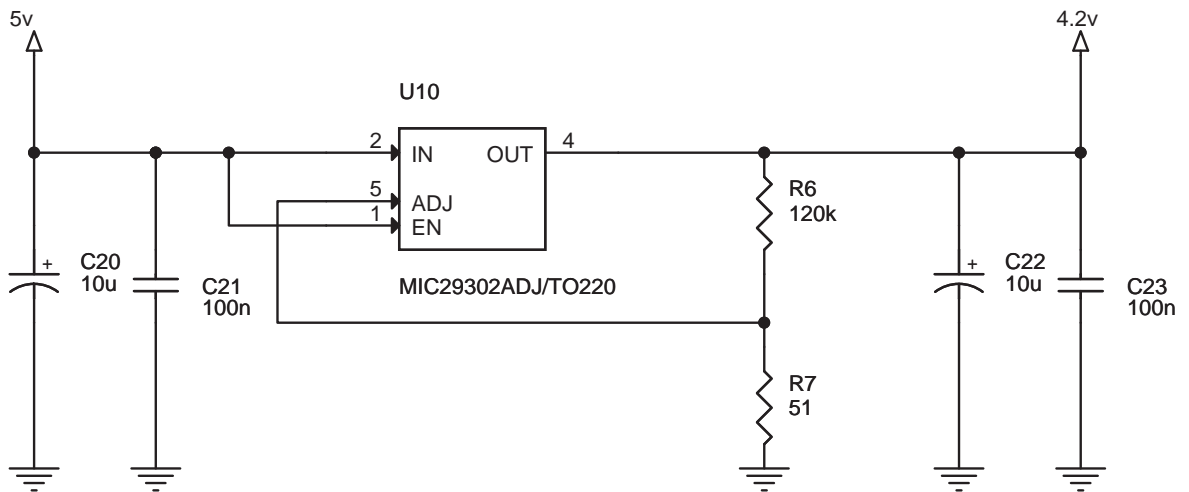 5v
4.2v
U10
2
IN
OUT
4
5
ADJ
1
EN
R6
120k
+
C20
10u
C21
100n
MIC29302ADJ/TO220
+
C22
10u
C23
100n
R7
51